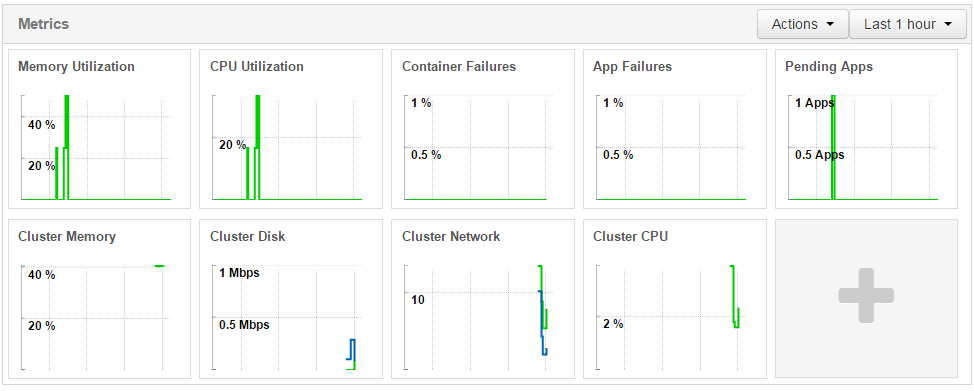 Metrics
Actions
Last 1 hour
Memory Utilization
40 %
20 %
CPU Utilization
20 %
Container Failures
1 %
0.5 %
App Failures
1 %
0.5 %
Pending Apps
1 Apps
0.5 Apps
Cluster Memory
40 %
20 %
Cluster Disk
1 Mbps
0.5 Mbps
Cluster Network
10
Cluster CPU
2 %